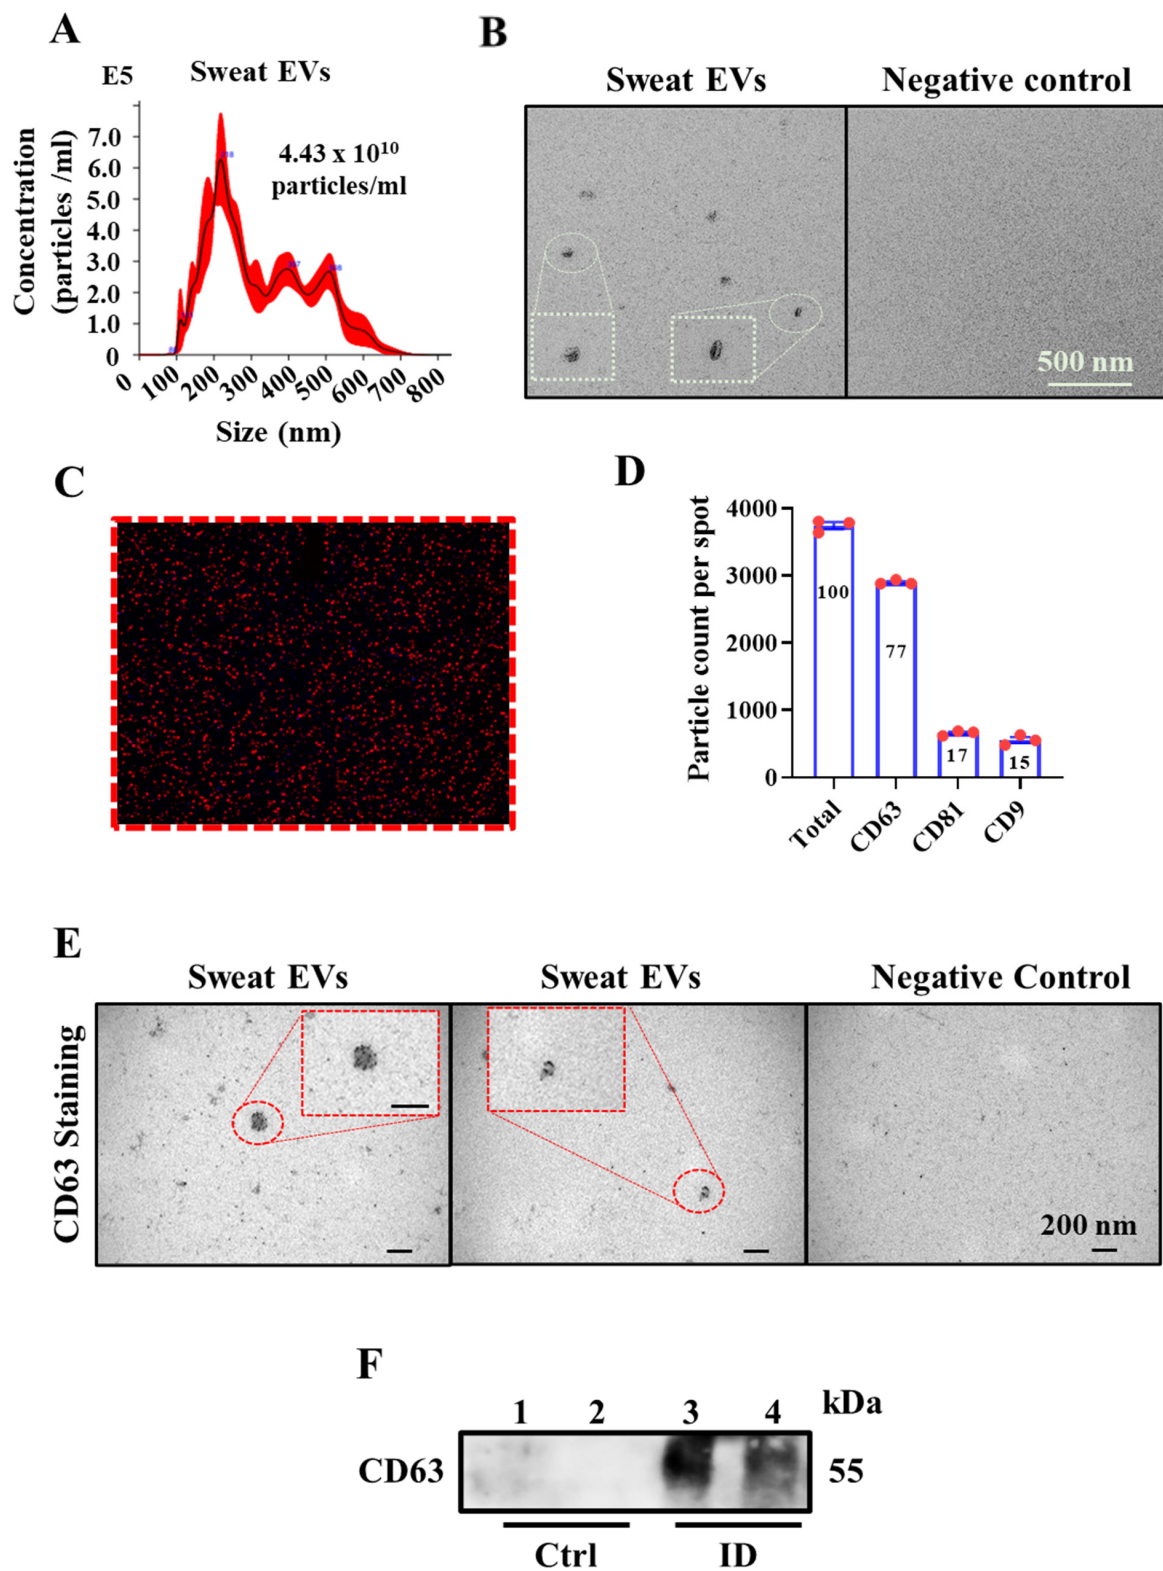 A
E5
Sweat EVs
Concentration
(particles /ml)
7.0
6.0
5.0
4.0
3.0
2.0
1.0
0
4.43 x 10¹⁰
particles/ml
0
100
200
300
400
500
600
700
800
Size (nm)
B
Sweat EVs
Negative control
500 nm
C
D
Particle count per spot
4000
3000
2000
1000
0
100
77
17
15
Total
CD63
CD81
CD9
E
Sweat EVs
Sweat EVs
Negative Control
CD63 Staining
200 nm
F
1
2
3
4
kDa
CD63
55
Ctrl
ID